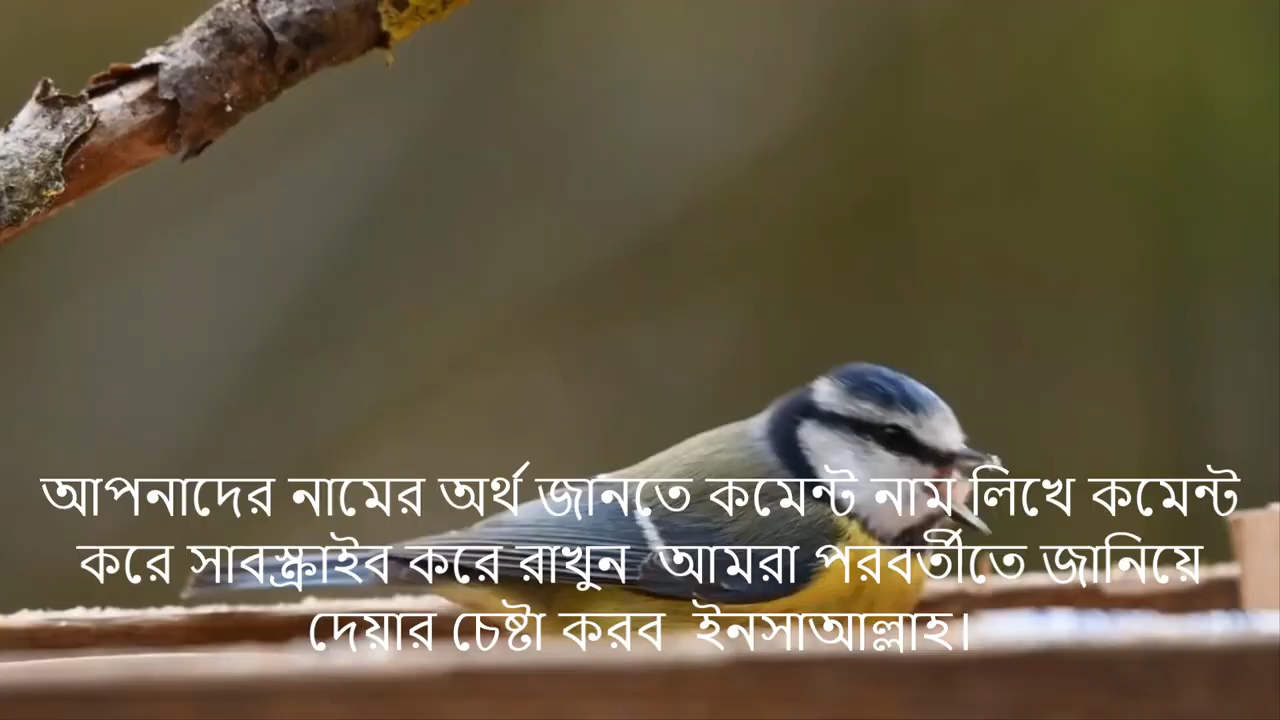 আপনাদের নামের অর্থ জানতে কমেন্ট নাম লিখে কমেন্ট
করে সাবস্ক্রাইব করে রাখুন আমরা পরবর্তীতে জানিয়ে
দেয়ার চেষ্টা করব ইনসাআল্লাহ।